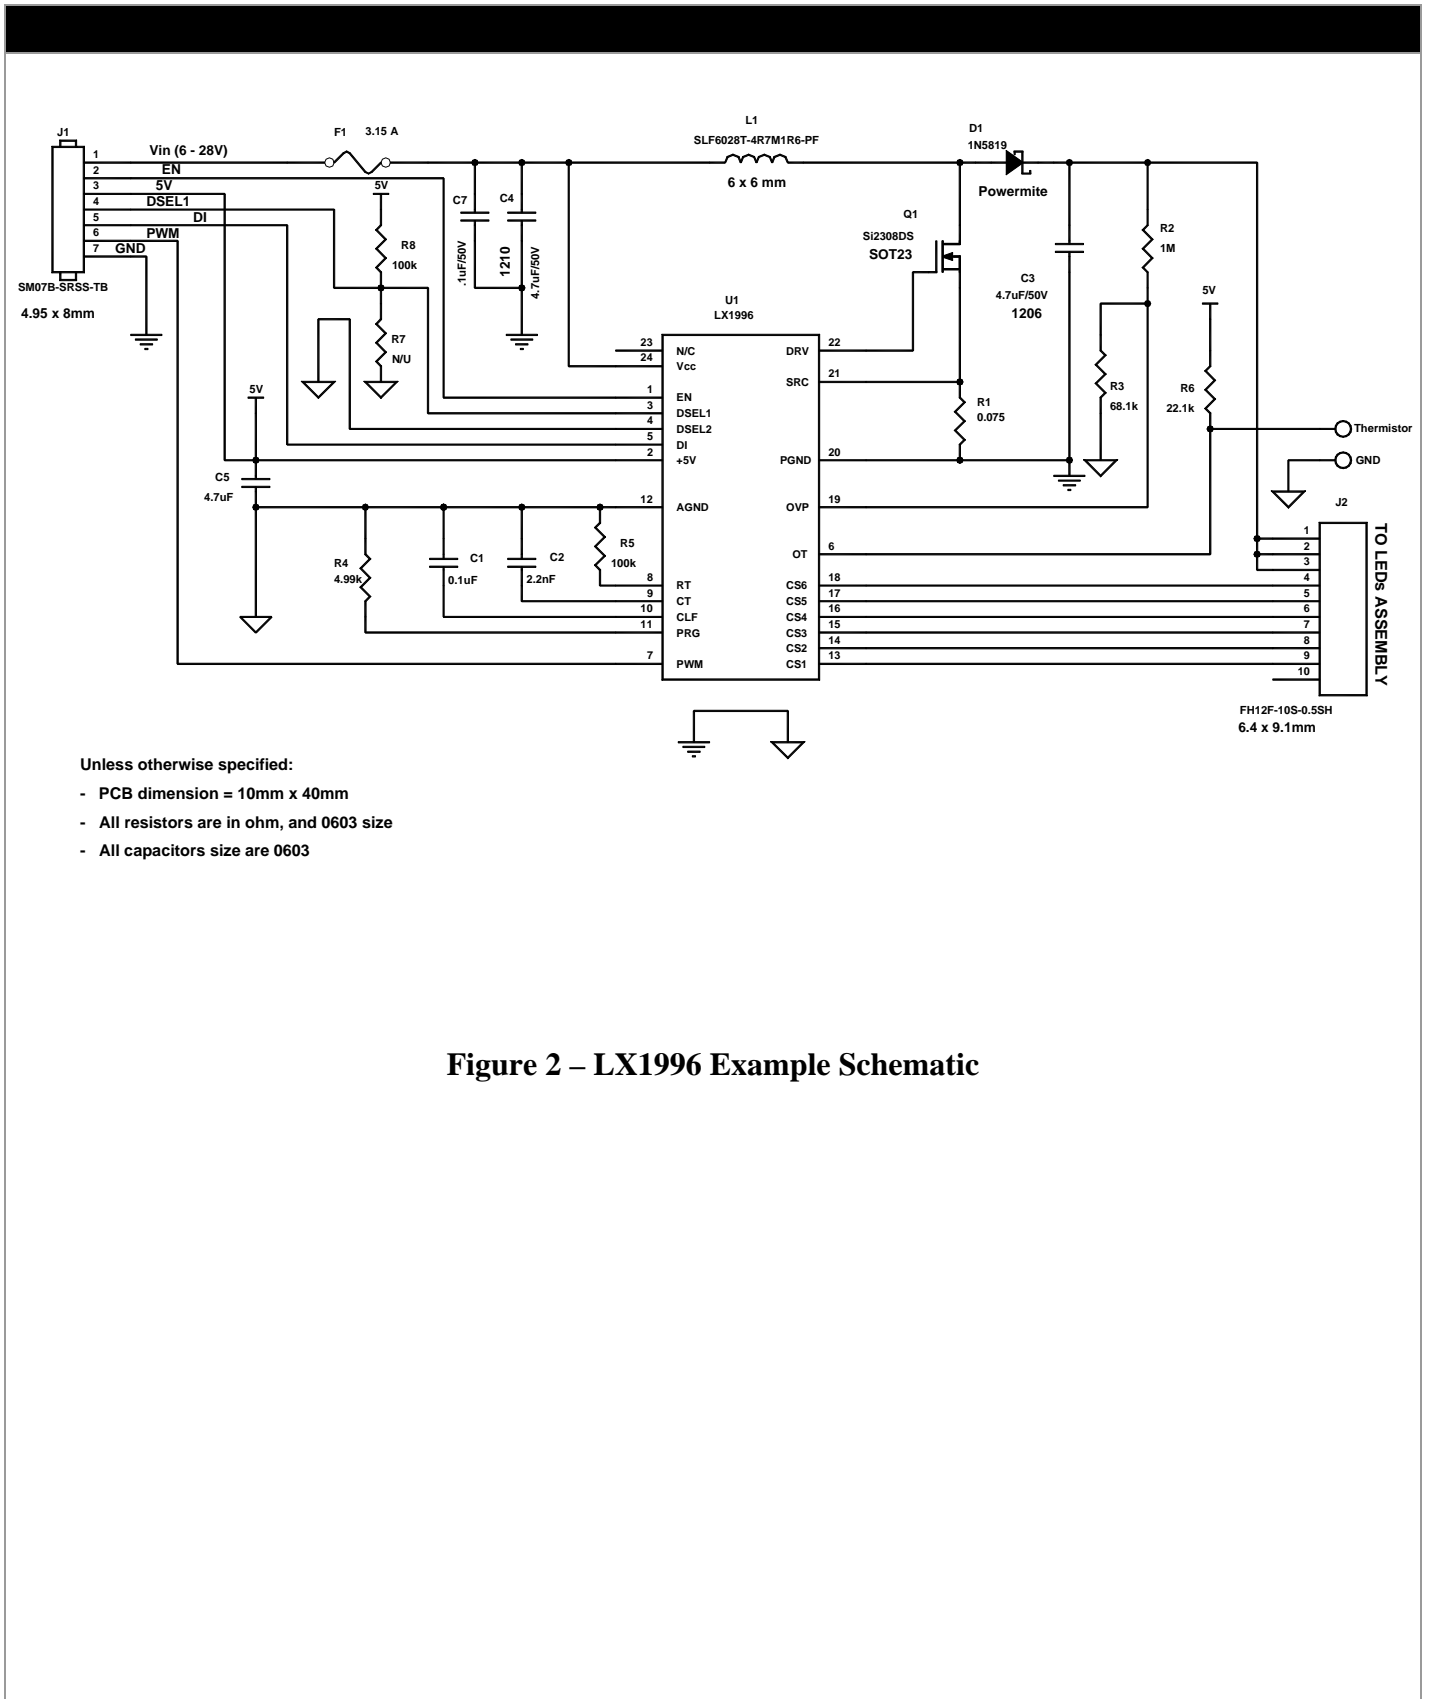 J1
1
Vin (6 - 28V)
2
EN
3
5V
4
DSEL1
5
DI
6
PWM
7
GND
SM07B-SRSS-TB
4.95 x 8mm
F1
3.15 A
5V
R8
100k
R7
N/U
C7
.1uF/50V
C4
1210
4.7uF/50V
L1
SLF6028T-4R7M1R6-PF
6 x 6 mm
D1
1N5819
Powermite
Q1
Si2308DS
SOT23
C3
4.7uF/50V
1206
R2
1M
R3
68.1k
5V
R6
22.1k
Thermistor
GND
R1
0.075
5V
C5
4.7uF
R4
4.99k
C1
0.1uF
C2
2.2nF
R5
100k
U1
LX1996
23
N/C
24
Vcc
1
EN
3
DSEL1
4
DSEL2
5
DI
2
+5V
12
AGND
8
RT
9
CT
10
CLF
11
PRG
7
PWM
DRV
22
SRC
21
PGND
20
OVP
19
OT
6
CS6
18
CS5
17
CS4
16
CS3
15
CS2
14
CS1
13
J2
1
2
3
4
5
6
7
8
9
10
TO LEDs ASSEMBLY
FH12F-10S-0.5SH
6.4 x 9.1mm
Unless otherwise specified:
- PCB dimension = 10mm x 40mm
- All resistors are in ohm, and 0603 size
- All capacitors size are 0603
Figure 2 – LX1996 Example Schematic